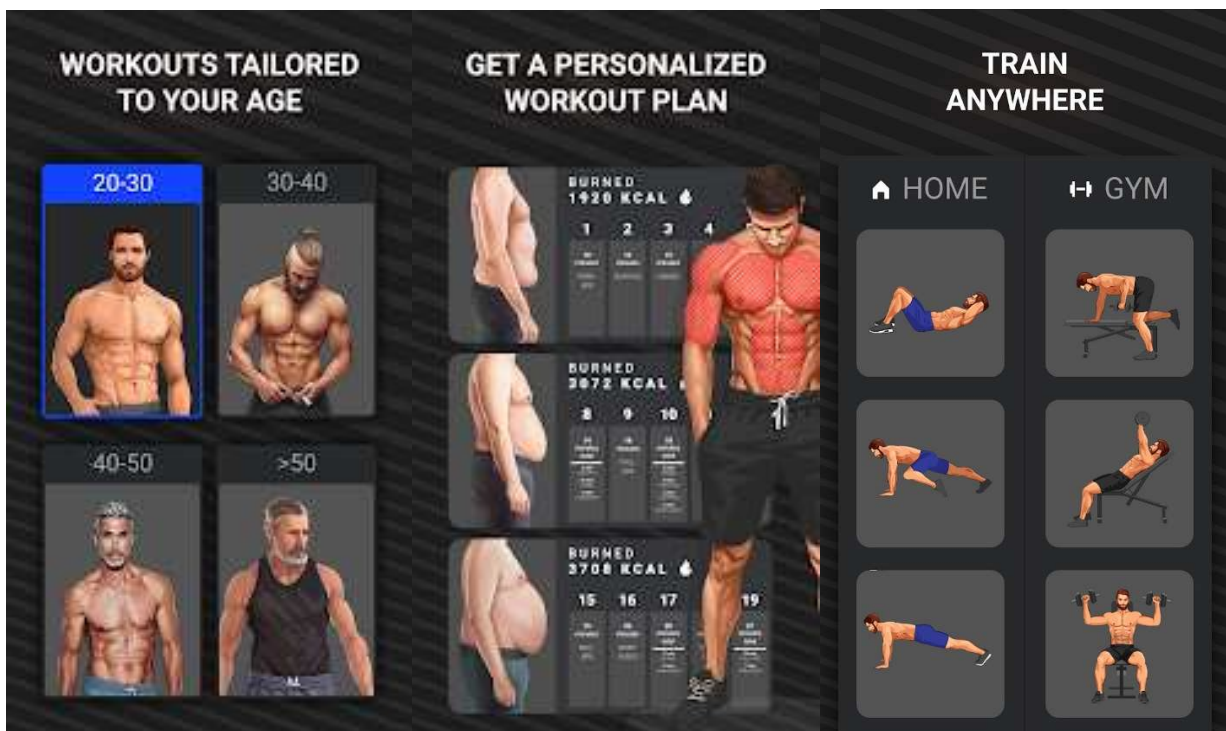 WORKOUTS TAILORED
TO YOUR AGE
20-30
30-40
40-50
>50
GET A PERSONALIZED
WORKOUT PLAN
BURNED
1920 KCAL
1 2 3 4
BURNED
3072 KCAL
8 9 10
BURNED
3708 KCAL
15 16 17 19
TRAIN
ANYWHERE
HOME
GYM